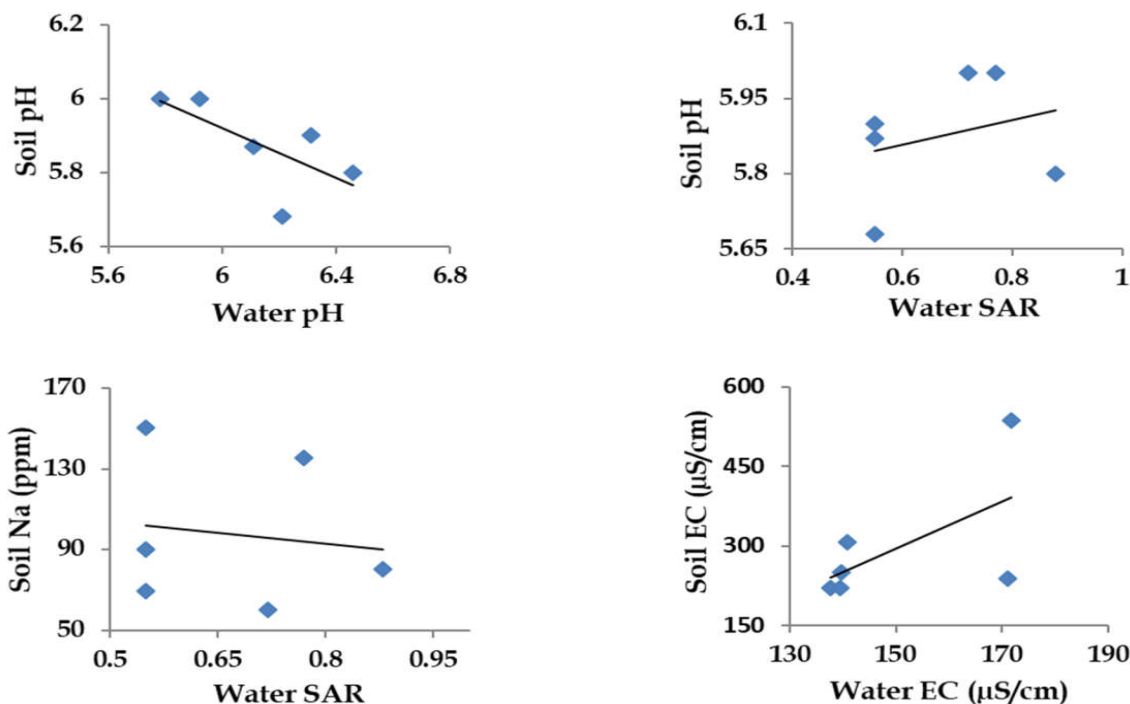 6.2
6
5.8
5.6
Soil pH
5.6 6 6.4 6.8
Water pH
6.1
5.95
5.8
5.65
Soil pH
0.4 0.6 0.8 1
Water SAR
170
130
90
50
Soil Na (ppm)
0.5 0.65 0.8 0.95
Water SAR
600
450
300
150
Soil EC (µS/cm)
130 150 170 190
Water EC (µS/cm)